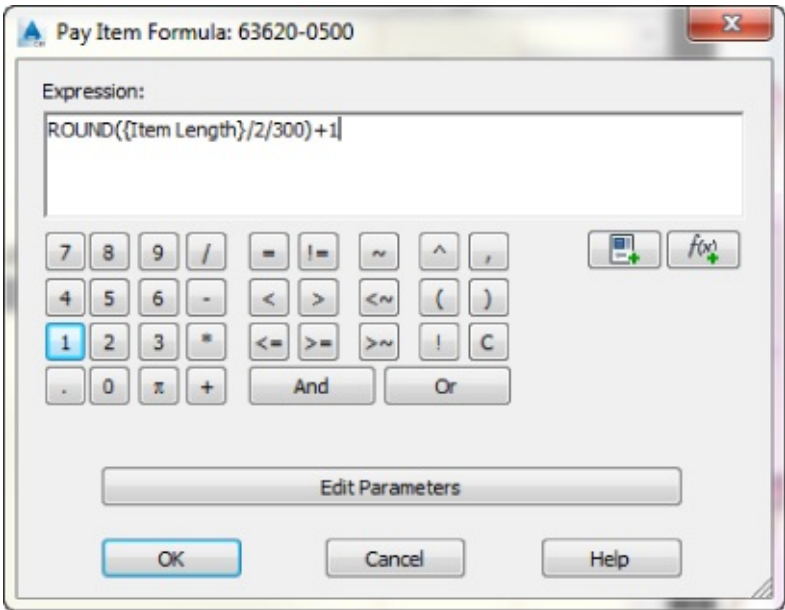 Pay Item Formula: 63620-0500
Expression:
ROUND({Item Length}/2/300)+1
7 8 9 / = != ~ ^ , f(x)
4 5 6 - < > <~ ( )
1 2 3 * <= >= >~ ! C
. 0 π + And Or
Edit Parameters
OK Cancel Help